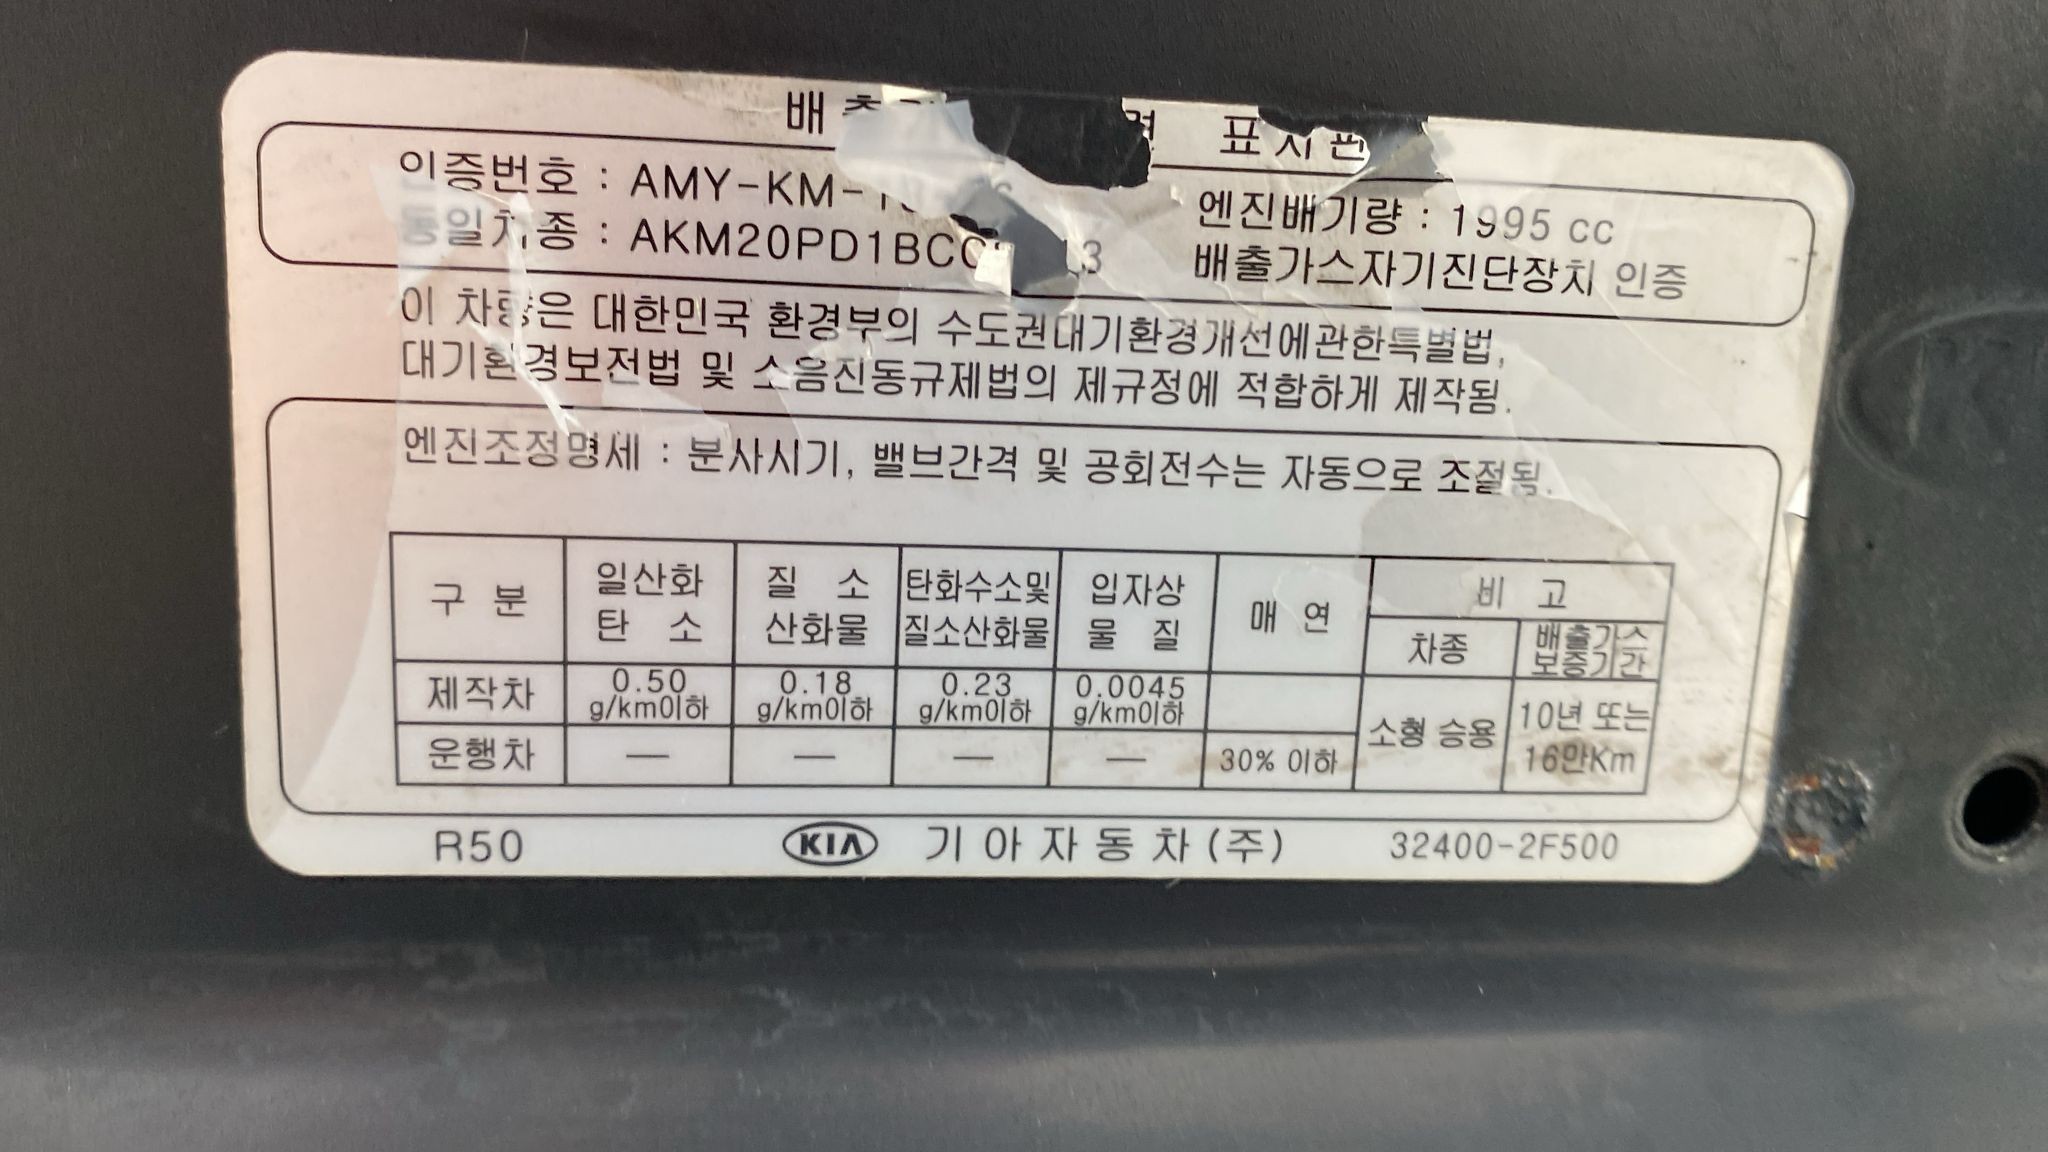 표시판
인증번호 : AMY-KM-
동일차종 :
엔진배기량 : 1995 cc
배출가스자기진단장치 인증
이 차량은 대한민국 환경부의 수도권대기환경개선에관한특별법,
대기환경보전법 및 소음진동규제법의 제규정에 적합하게 제작됨.
엔진조정명세 : 분사시기, 밸브간격 및 공회전수는 자동으로 조절됨.
구 분 일산화 탄 소 질 소 산화물 탄화수소및 질소산화물 입자상 물 질 매 연 비 고
차종 배출가스 보증기간
제작차 0.50 g/km이하 0.18 g/km이하 0.23 g/km이하 0.0045 g/km이하
소형 승용 10년 또는 16만Km
운행차 — — — — 30% 이하
R50 KIA 기아자동차(주) 32400-2F500